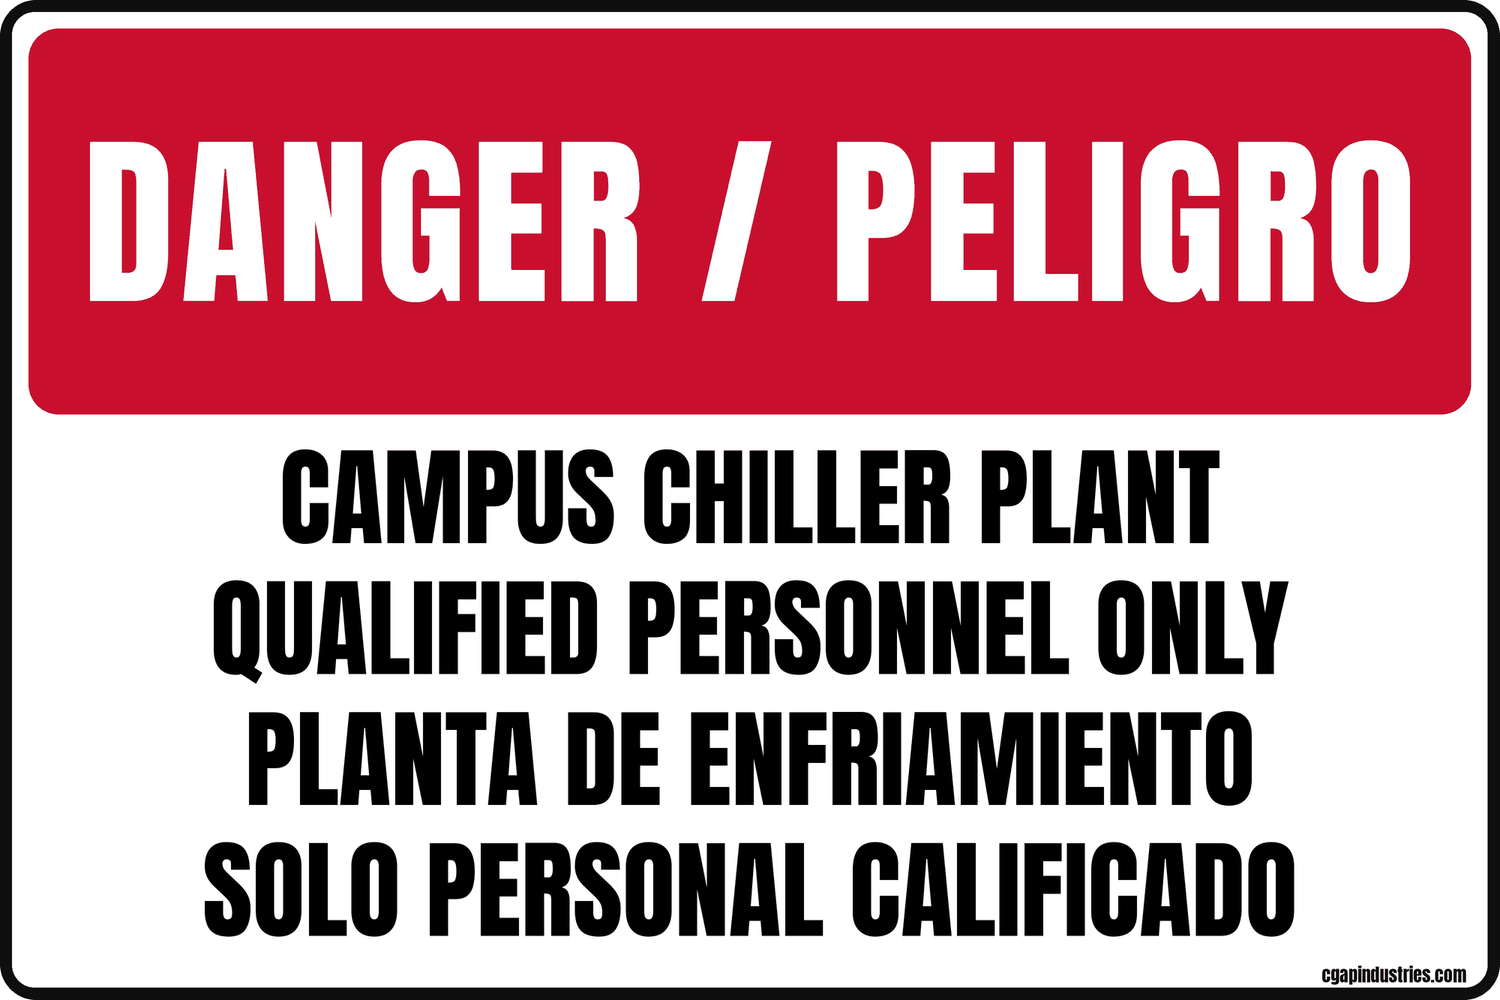 DANGER / PELIGRO
CAMPUS CHILLER PLANT
QUALIFIED PERSONNEL ONLY
PLANTA DE ENFRIAMIENTO
SOLO PERSONAL CALIFICADO
cgapindustries.com